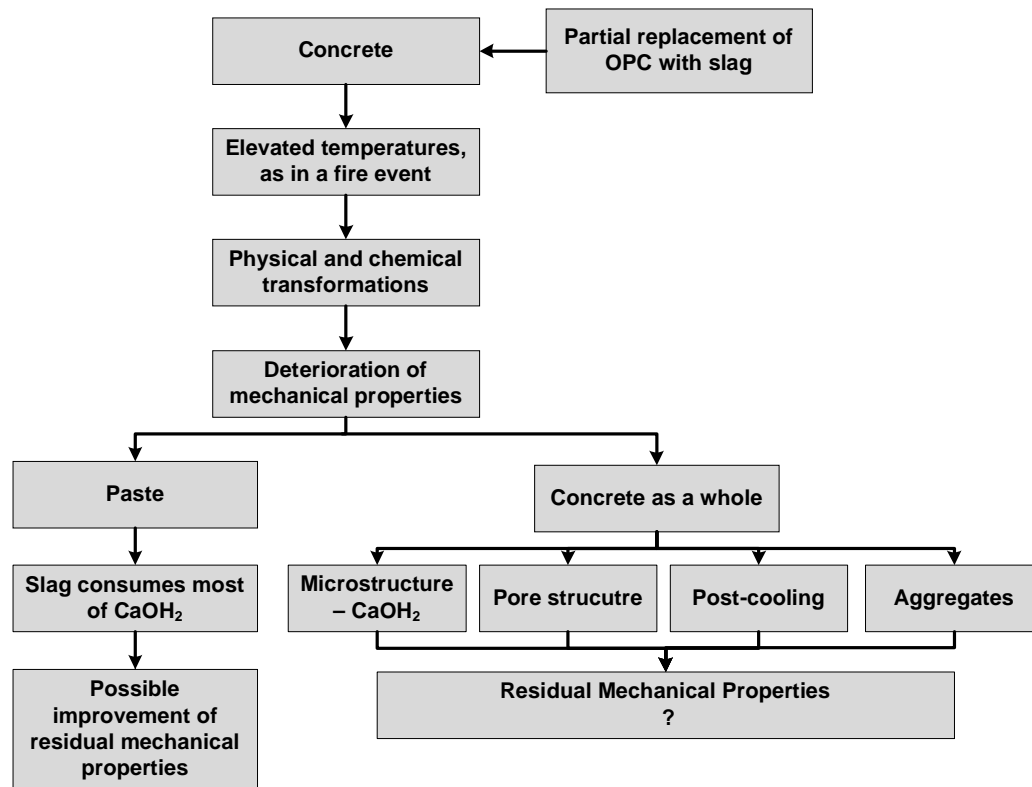 Concrete
Partial replacement of
OPC with slag
Elevated temperatures,
as in a fire event
Physical and chemical
transformations
Deterioration of
mechanical properties
Paste
Concrete as a whole
Slag consumes most
of CaOH₂
Microstructure
– CaOH₂
Pore strucutre
Post-cooling
Aggregates
Possible
improvement of
residual mechanical
properties
Residual Mechanical Properties
?